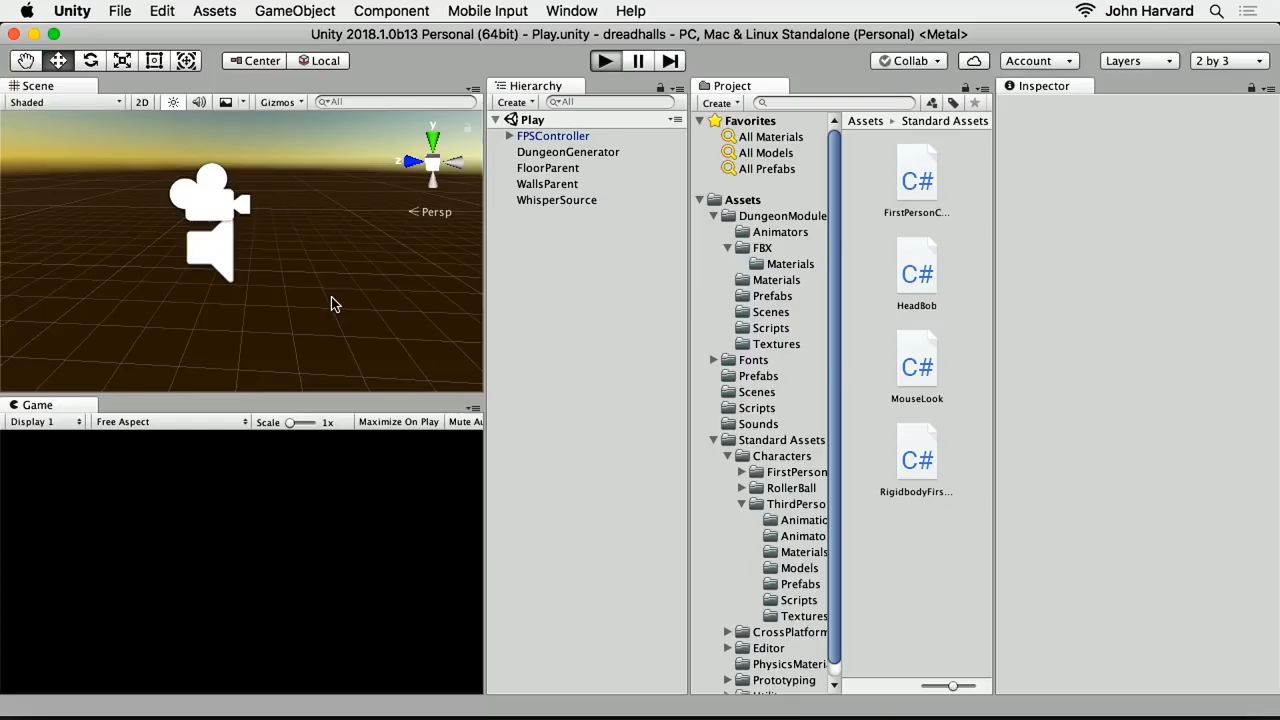 Unity File Edit Assets GameObject Component Mobile Input Window Help John Harvard
Unity 2018.1.0b13 Personal (64bit) - Play.unity - dreadhalls - PC, Mac & Linux Standalone (Personal) <Metal>
Center Local Collab Account Layers 2 by 3
Scene
Shaded 2D Gizmos All
y
z
Persp
Game
Display 1 Free Aspect Scale 1x Maximize On Play Mute Au
Hierarchy
Create All
Play
FPSController
DungeonGenerator
FloorParent
WallsParent
WhisperSource
Project
Create
Favorites
All Materials
All Models
All Prefabs
Assets
DungeonModule
Animators
FBX
Materials
Materials
Prefabs
Scenes
Scripts
Textures
Fonts
Prefabs
Scenes
Scripts
Sounds
Standard Assets
Characters
FirstPerson
RollerBall
ThirdPerso
Animatic
Animato
Materials
Models
Prefabs
Scripts
Textures
CrossPlatform
Editor
PhysicsMateri
Prototyping
Assets Standard Assets
C#
FirstPersonC...
C#
HeadBob
C#
MouseLook
C#
RigidbodyFirs...
Inspector